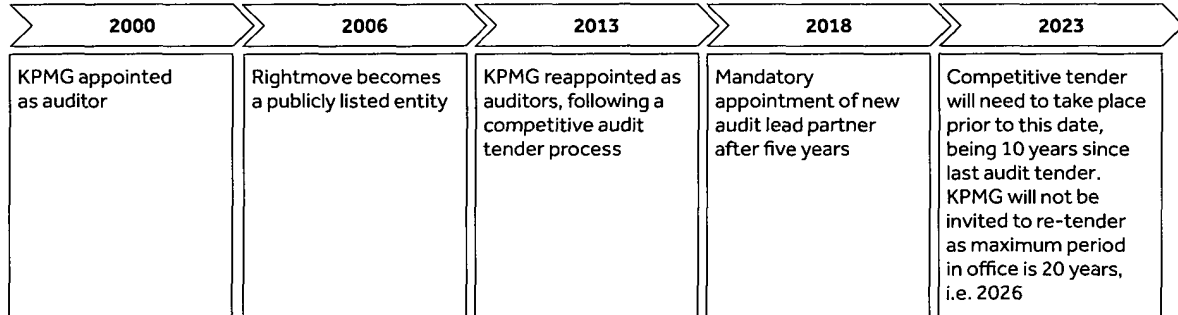 2000
2006
2013
2018
2023
KPMG appointed
as auditor
Rightmove becomes
a publicly listed entity
KPMG reappointed as
auditors, following a
competitive audit
tender process
Mandatory
appointment of new
audit lead partner
after five years
Competitive tender
will need to take place
prior to this date,
being 10 years since
last audit tender.
KPMG will not be
invited to re-tender
as maximum period
in office is 20 years,
i.e. 2026